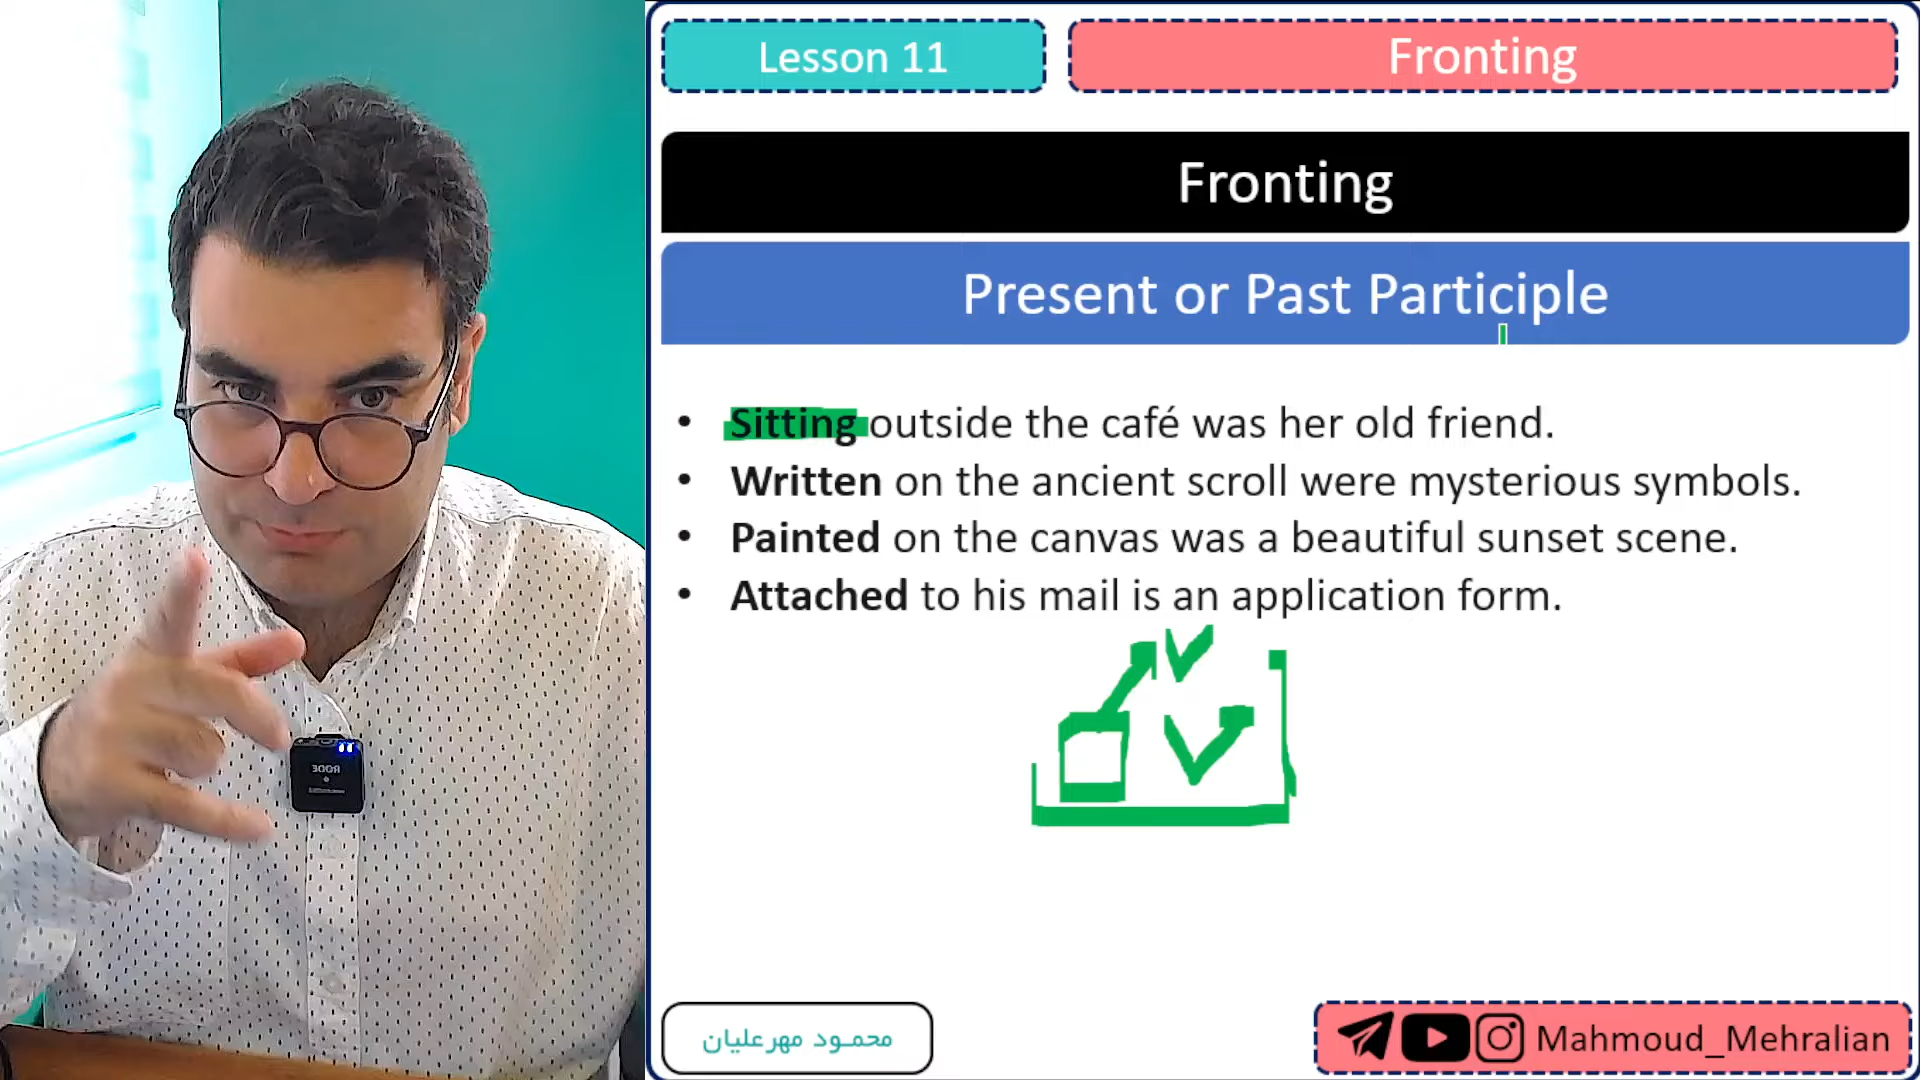 Lesson 11
Fronting
Fronting
Present or Past Participle
• Sitting outside the café was her old friend.
• Written on the ancient scroll were mysterious symbols.
• Painted on the canvas was a beautiful sunset scene.
• Attached to his mail is an application form.
RODE
محمود مهرعلیان
Mahmoud_Mehralian